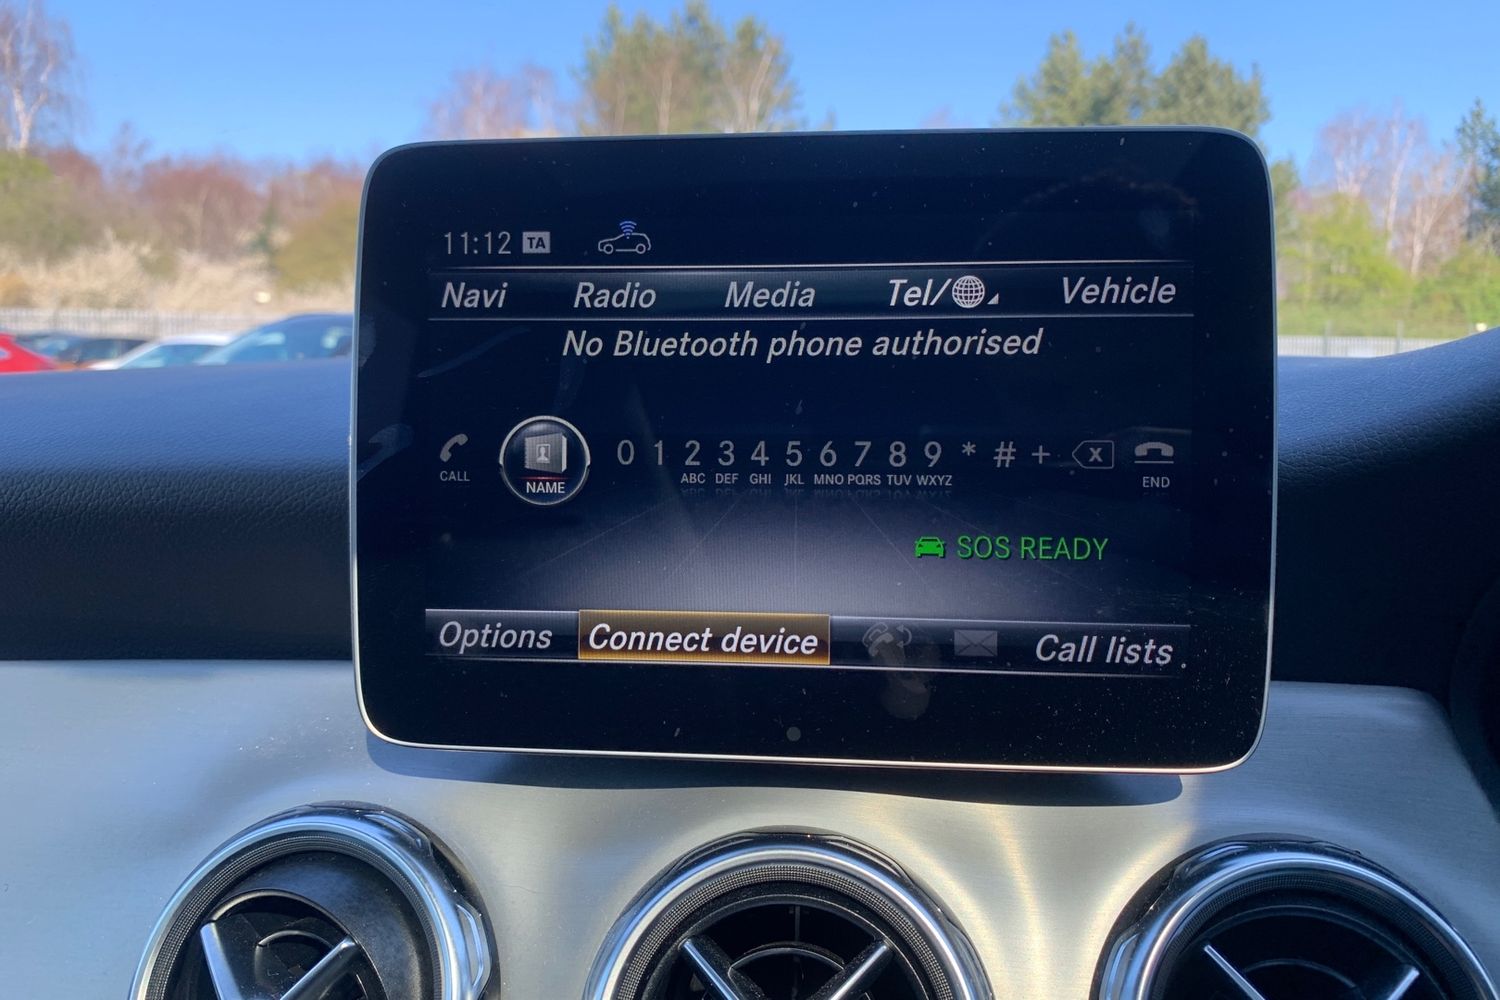 11:12 TA
Navi Radio Media Tel/ Vehicle
No Bluetooth phone authorised
0 1 2 3 4 5 6 7 8 9 * # + X
CALL NAME ABC DEF GHI JKL MNO PQRS TUV WXYZ END
SOS READY
Options Connect device Call lists